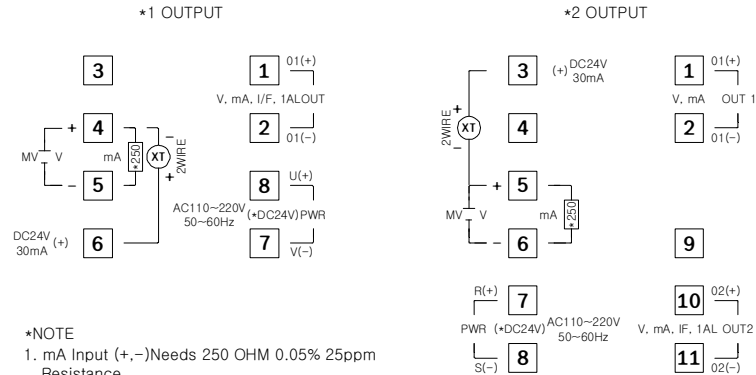 *1 OUTPUT
3
1
01(+)
V, mA, I/F, 1ALOUT
+ 4
2
01(-)
-
MV
V
mA
*250
XT
2WIRE
+
- 5
8
U(+)
AC110~220V
50~60Hz
(*DC24V)PWR
DC24V
30mA
(+)
6
7
V(-)
*NOTE
1. mA Input (+,-)Needs 250 OHM 0.05% 25ppm
Resistance
*2 OUTPUT
3
(+)
DC24V
30mA
1
01(+)
V, mA
OUT 1
+
XT
2WIRE
-
4
2
01(-)
+ 5
MV
V
mA
*250
- 6
9
R(+)
7
10
02(+)
PWR
(*DC24V)
AC110~220V
50~60Hz
V, mA, IF, 1AL OUT2
S(-)
8
11
02(-)